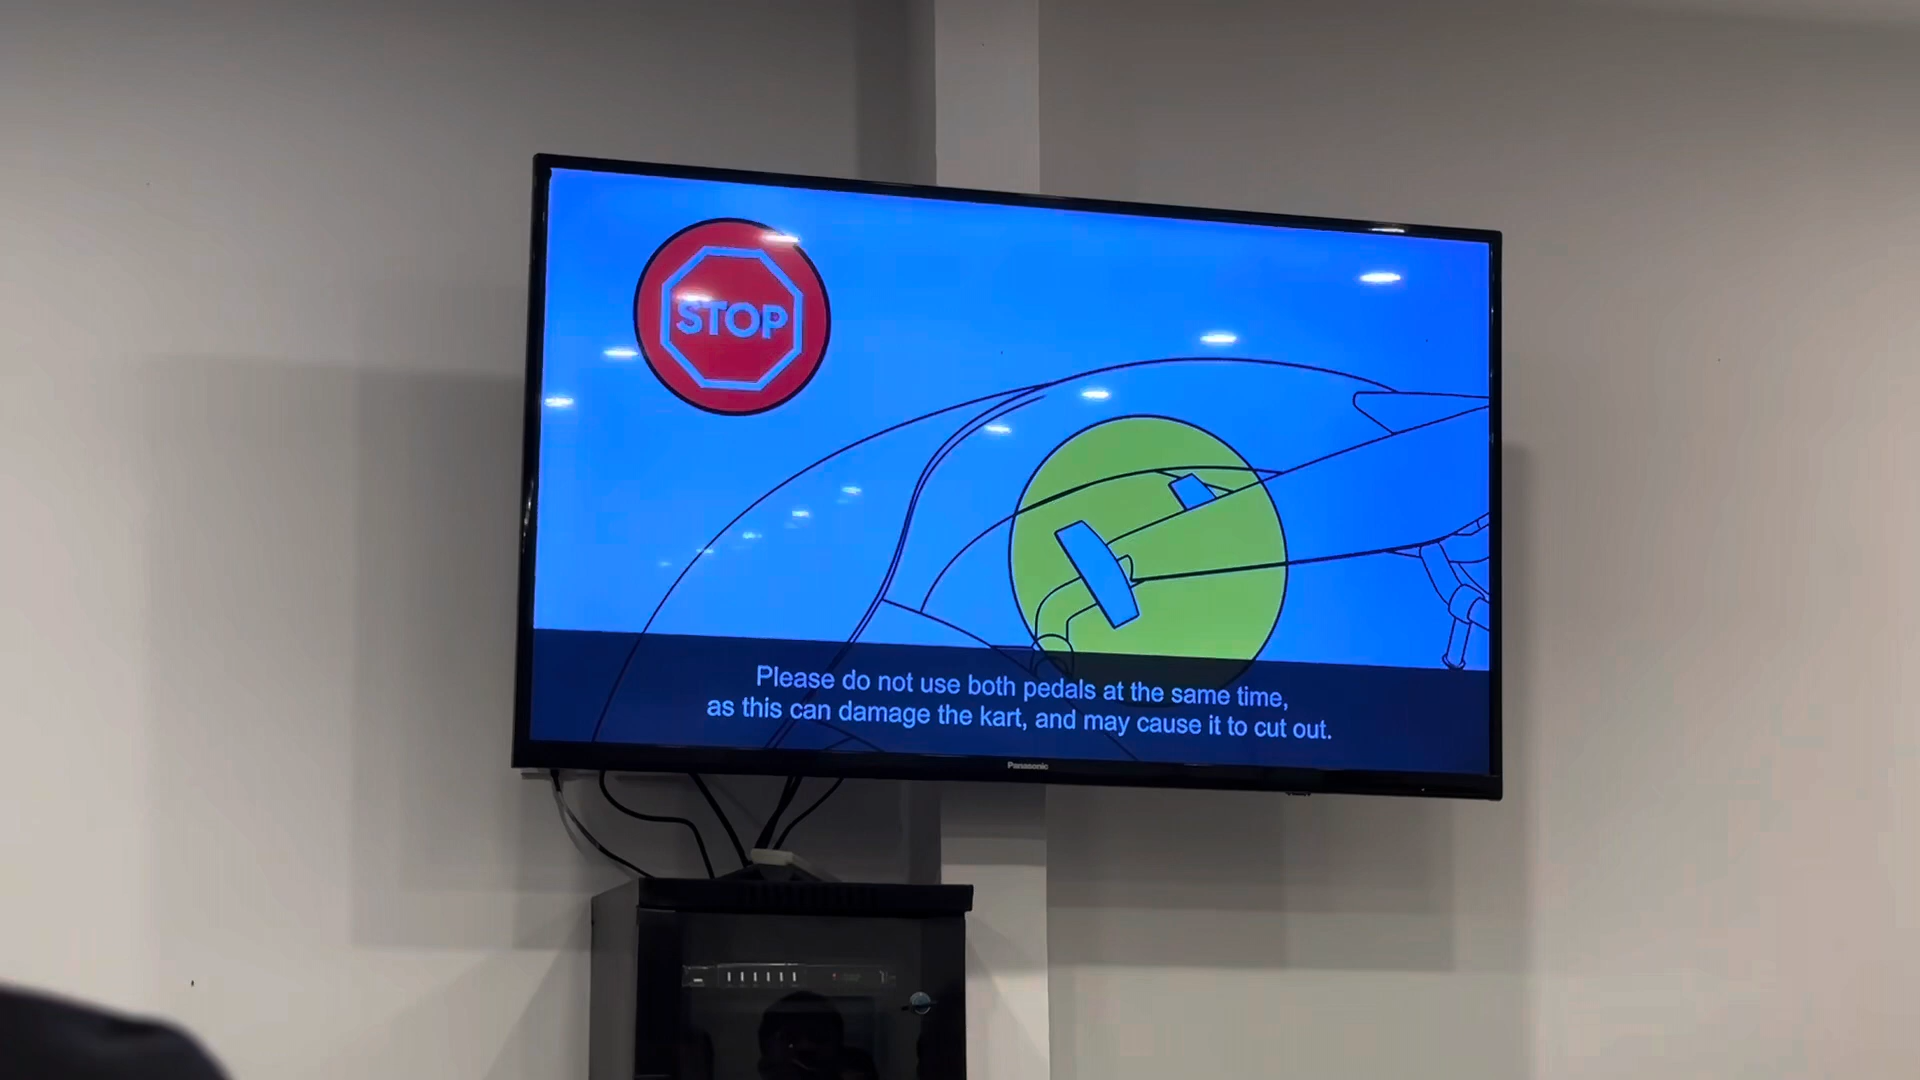 STOP
Please do not use both pedals at the same time,
as this can damage the kart, and may cause it to cut out.
Panasonic